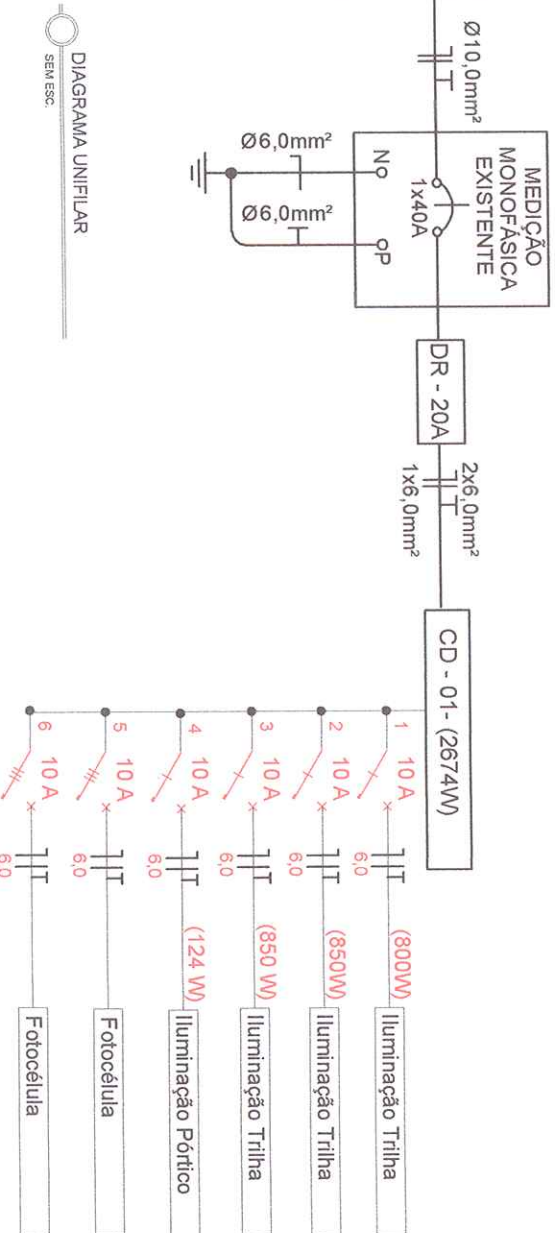 Ø10,0mm²
MEDIÇÃO
MONOFÁSICA
EXISTENTE
1x40A
N
P
Ø6,0mm²
Ø6,0mm²
DR - 20A
2x6,0mm²
1x6,0mm²
CD - 01- (2674W)
1
10 A
6,0
(800W)
Iluminação Trilha
2
10 A
6,0
(850W)
Iluminação Trilha
3
10 A
6,0
(850 W)
Iluminação Trilha
4
10 A
6,0
(124 W)
Iluminação Pórtico
5
10 A
6,0
Fotocélula
6
10 A
6,0
Fotocélula
DIAGRAMA UNIFILAR
SEM ESC.